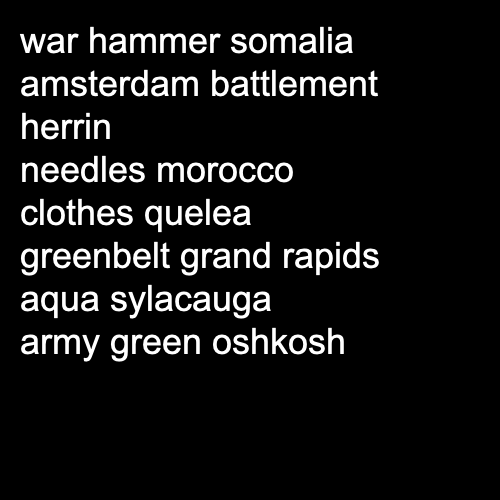 war hammer somalia
amsterdam battlement
herrin
needles morocco
clothes quelea
greenbelt grand rapids
aqua sylacauga
army green oshkosh